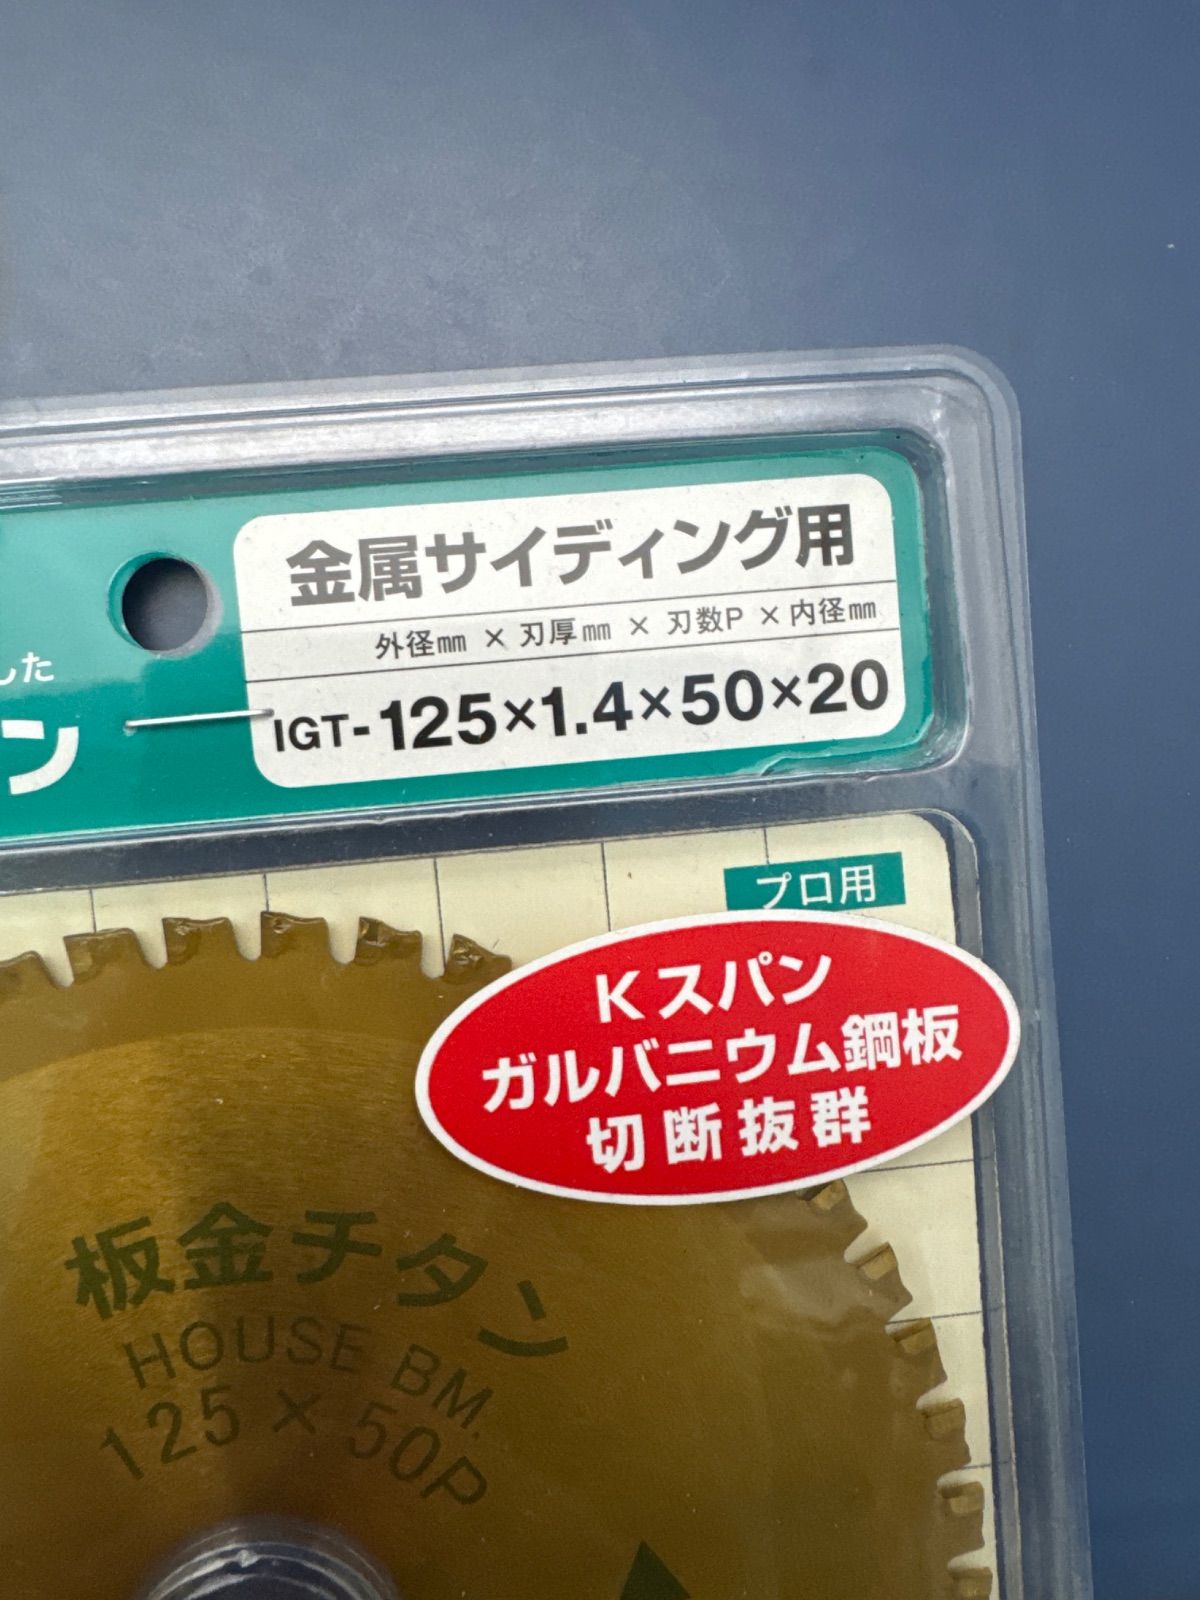 金属サイディング用
外径㎜ × 刃厚㎜ × 刃数P × 内径㎜
した
ン
IGT-125×1.4×50×20
プロ用
Kスパン
ガルバニウム鋼板
切断抜群
板金チタン
HOUSE BM.
125×50P